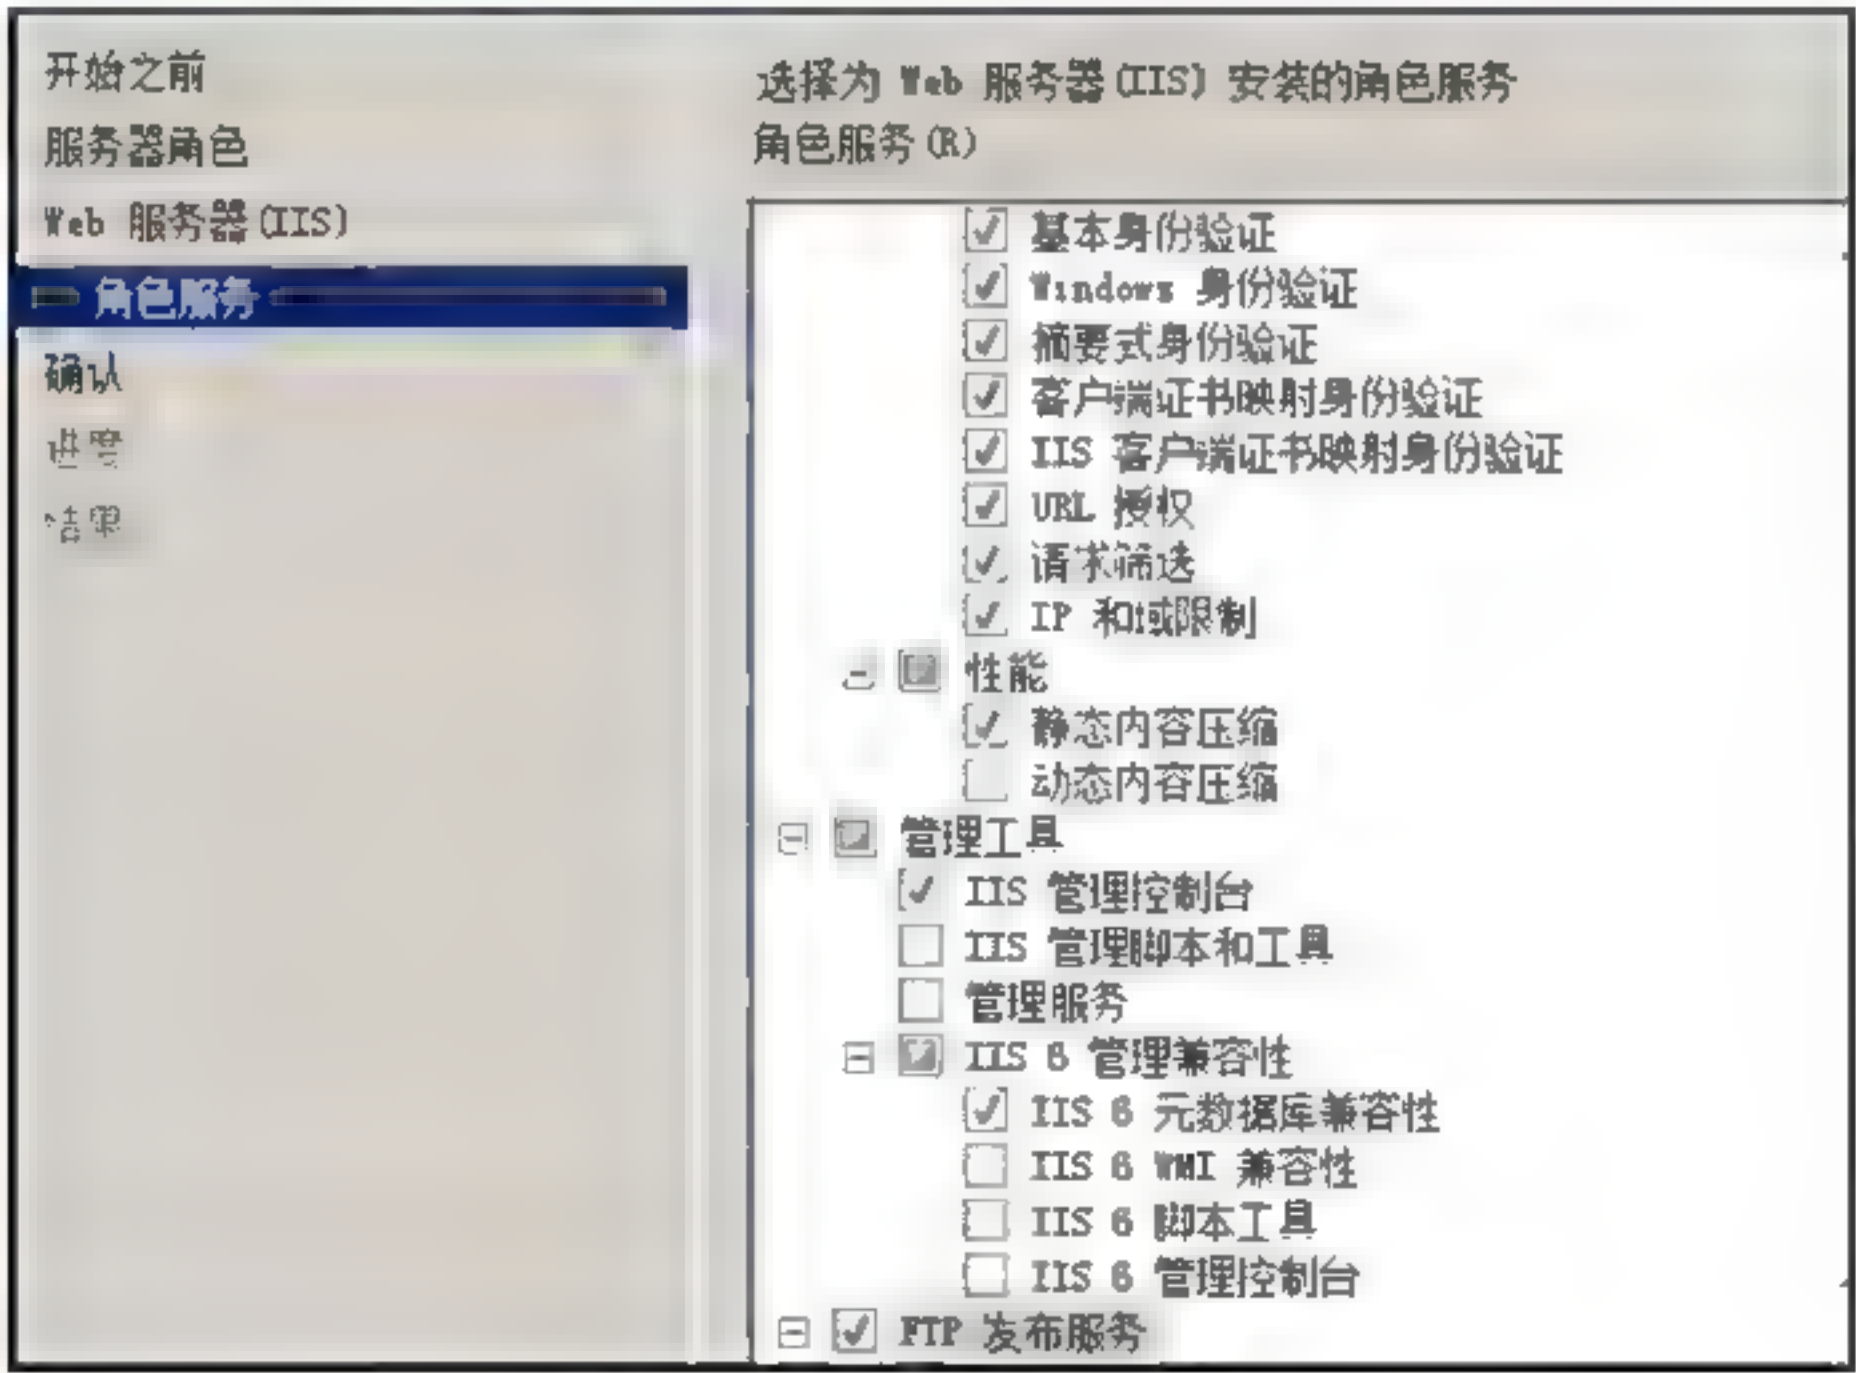 开始之前
服务器角色
Web 服务器(IIS)
角色服务
确认
进度
结果
选择为 Web 服务器(IIS) 安装的角色服务
角色服务(R)
基本身份验证
Windows 身份验证
摘要式身份验证
客户端证书映射身份验证
IIS 客户端证书映射身份验证
URL 授权
请求筛选
IP 和域限制
性能
静态内容压缩
动态内容压缩
管理工具
IIS 管理控制台
IIS 管理脚本和工具
管理服务
IIS 6 管理兼容性
IIS 6 元数据库兼容性
IIS 6 WMI 兼容性
IIS 6 脚本工具
IIS 6 管理控制台
FTP 发布服务